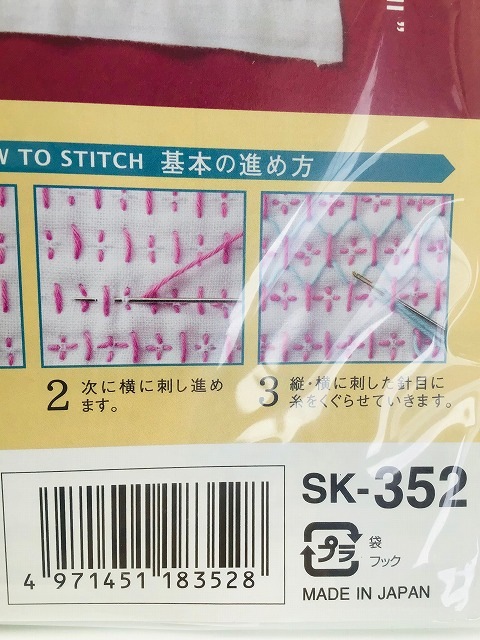 W TO STITCH 基本の進め方
2 次に横に刺し進め
ます。
3 縦・横に刺した針目に
糸をくぐらせていきます。
SK-352
プラ
袋
フック
4 971451 183528
MADE IN JAPAN